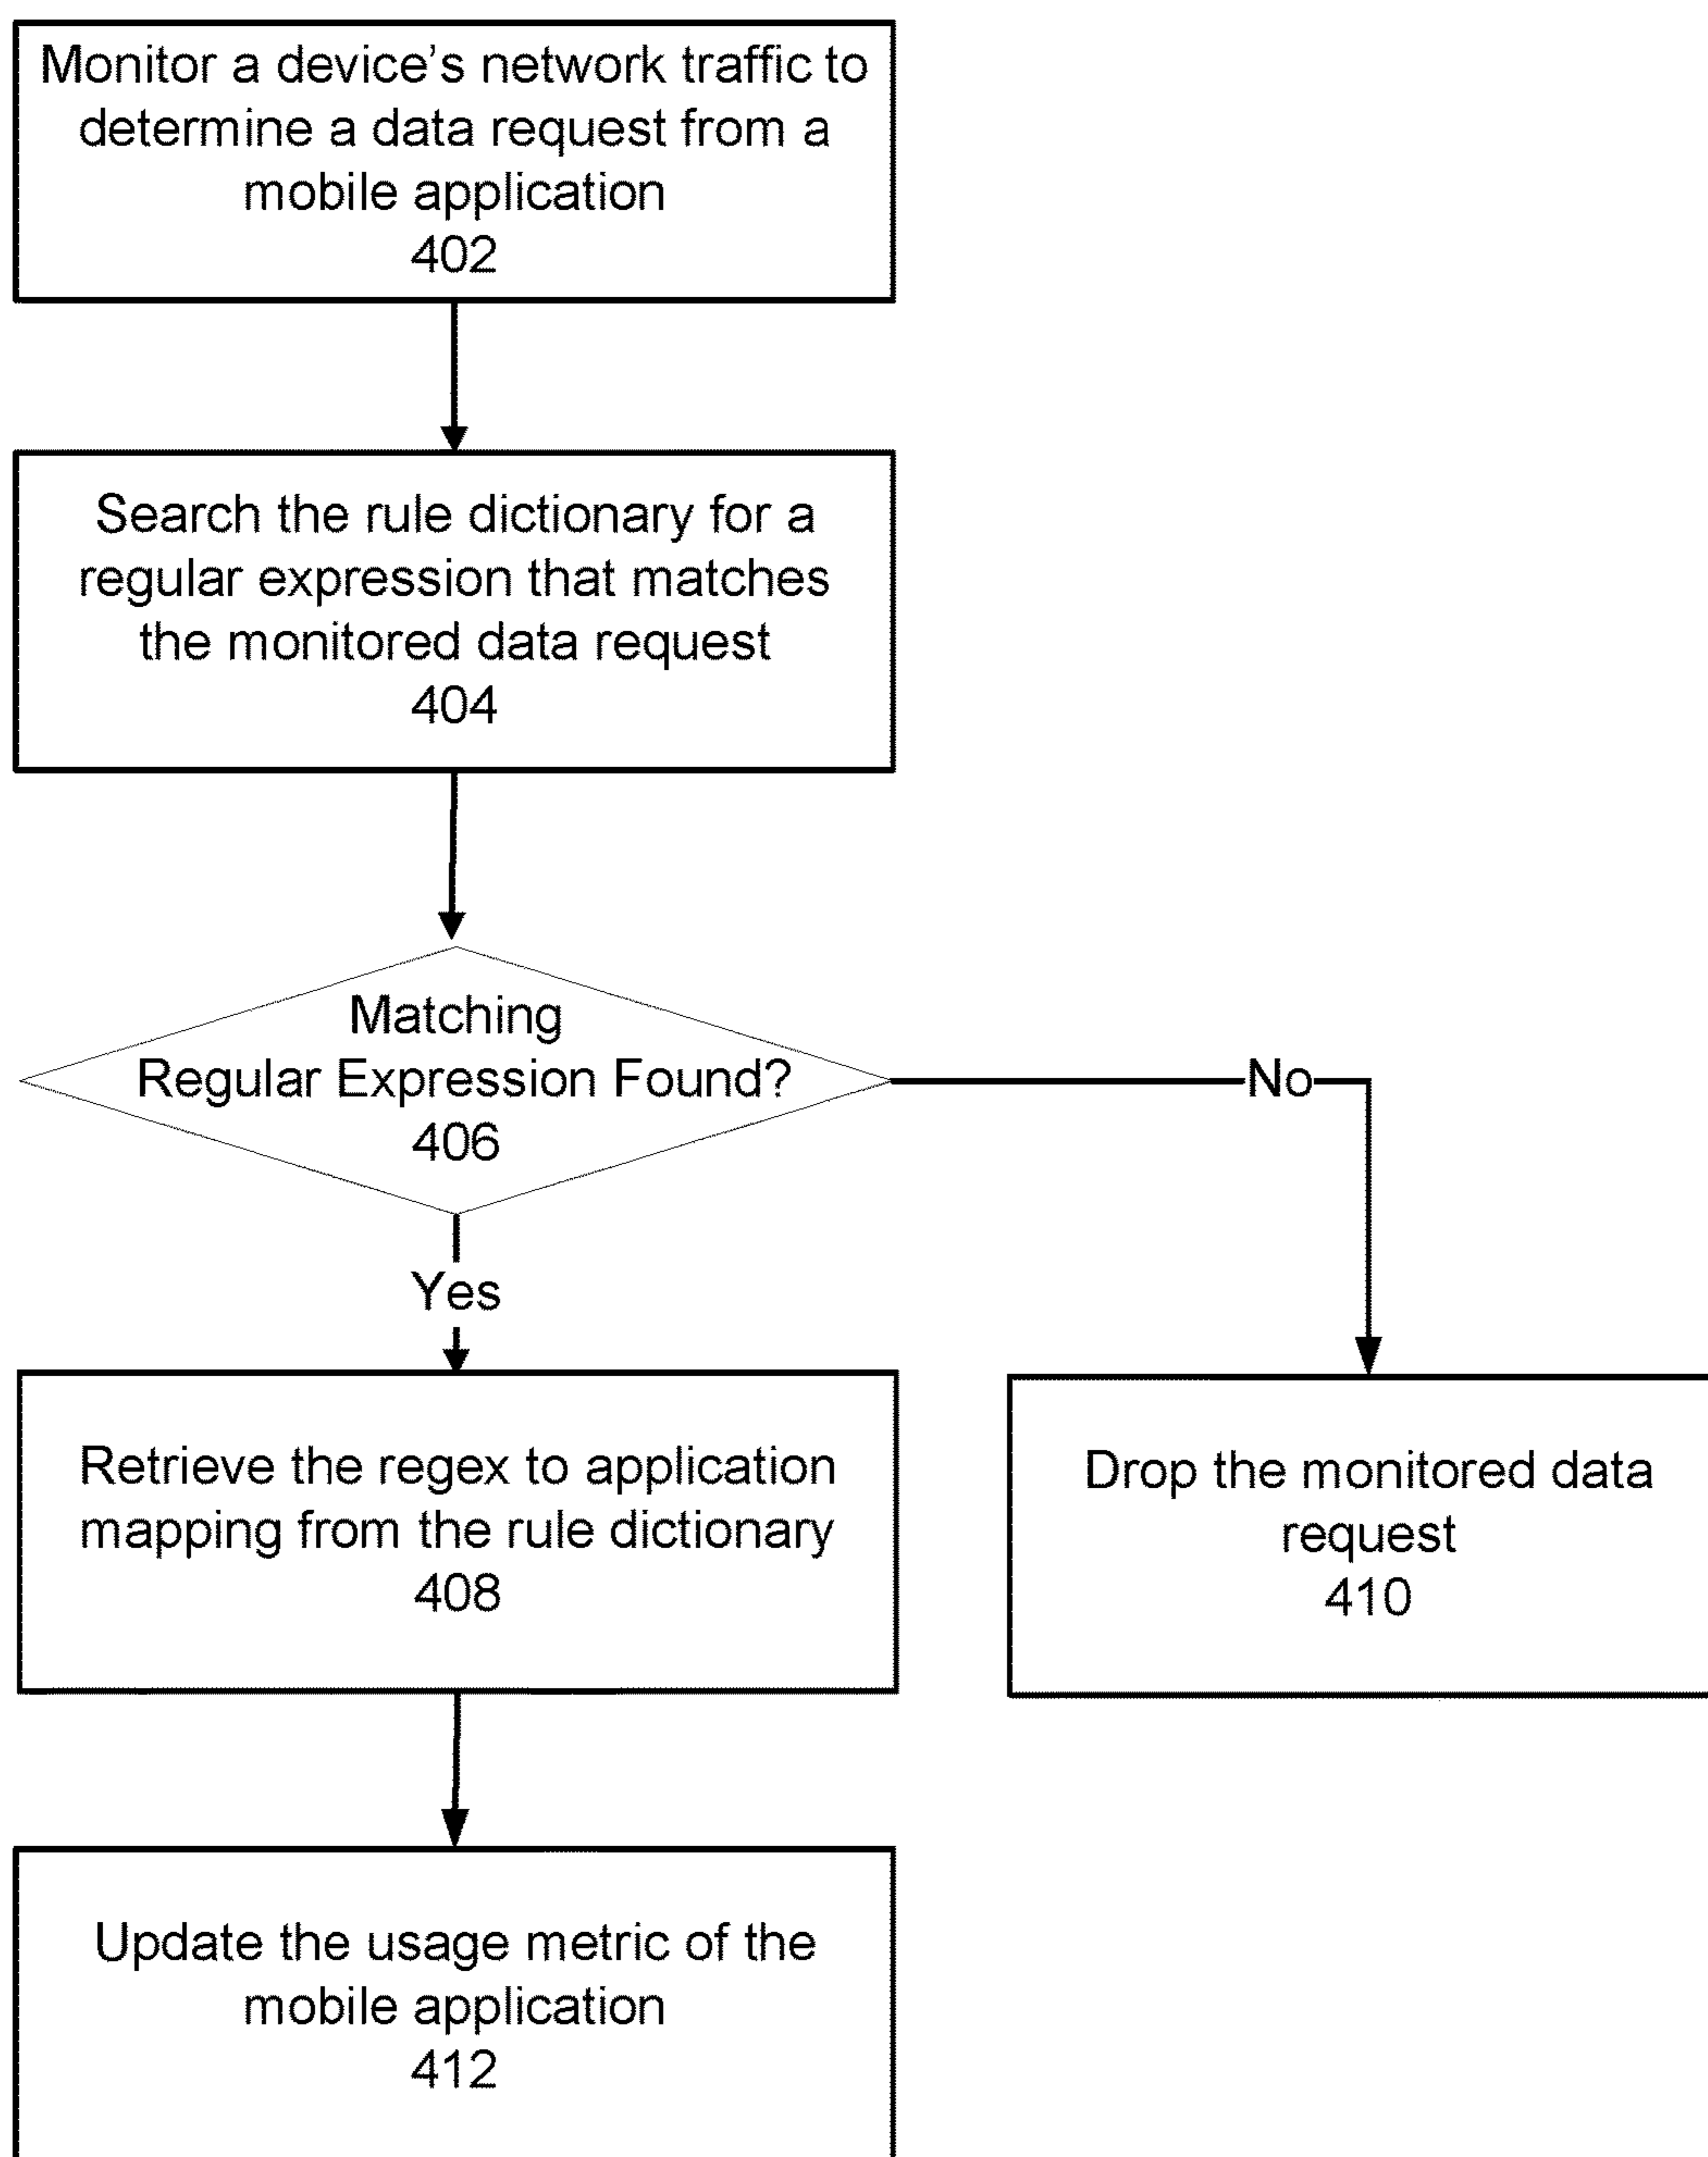 Monitor a device's network traffic to
determine a data request from a
mobile application
402
Search the rule dictionary for a
regular expression that matches
the monitored data request
404
Matching
Regular Expression Found?
406
No
Yes
Retrieve the regex to application
mapping from the rule dictionary
408
Drop the monitored data
request
410
Update the usage metric of the
mobile application
412